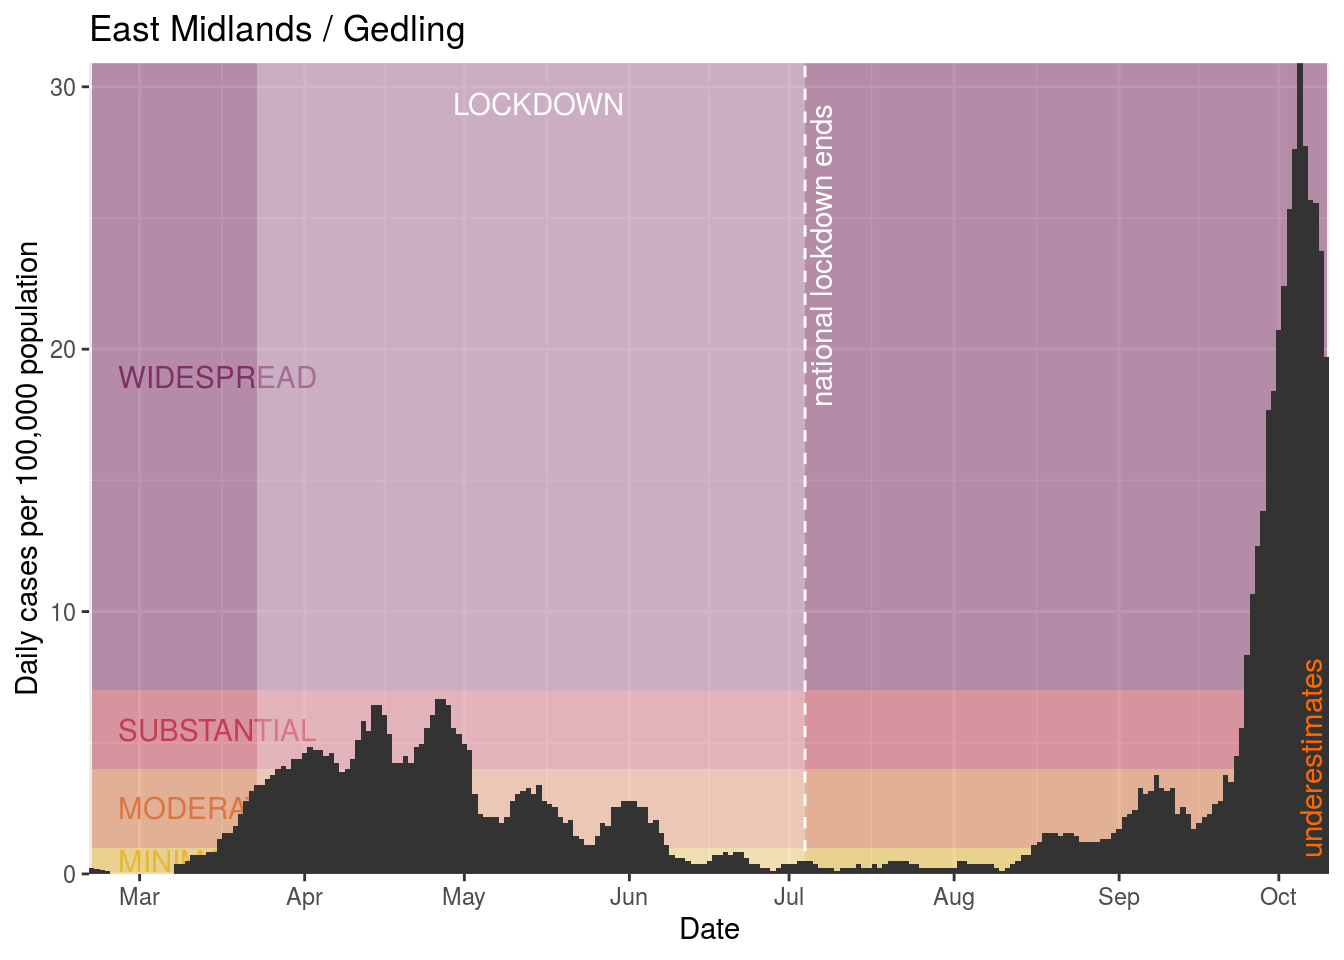 East Midlands / Gedling
Daily cases per 100,000 population
30
20
10
0
LOCKDOWN
national lockdown ends
WIDESPREAD
SUBSTANTIAL
underestimates
Mar Apr May Jun Jul Aug Sep Oct
Date